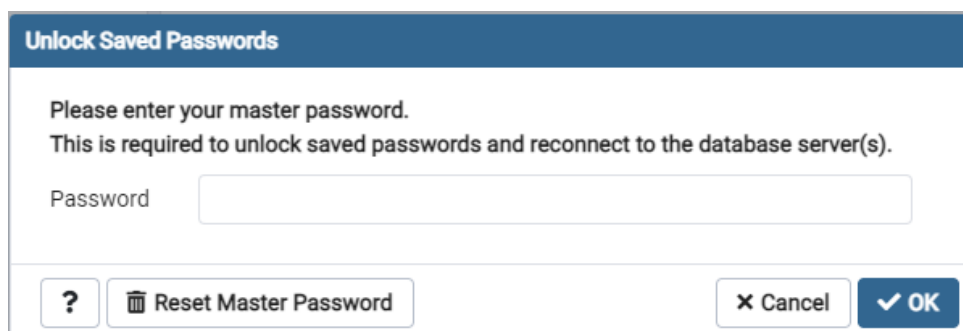 Unlock Saved Passwords
Please enter your master password.
This is required to unlock saved passwords and reconnect to the database server(s).
Password
? Reset Master Password Cancel OK